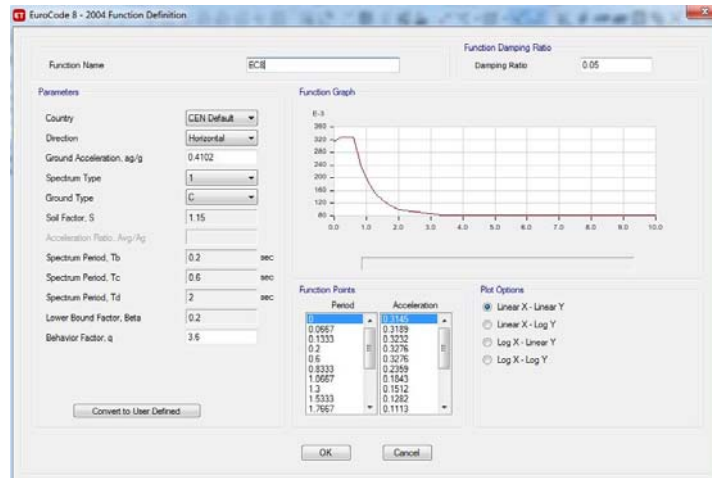 EuroCode 8 - 2004 Function Definition
Function Name
EC8
Function Damping Ratio
Damping Ratio
0.05
Parameters
Country
CEN Default
Direction
Horizontal
Ground Acceleration, ag/g
0.4102
Spectrum Type
1
Ground Type
C
Soil Factor, S
1.15
Acceleration Ratio, Avg/Ag
Spectrum Period, Tb
0.2
sec
Spectrum Period, Tc
0.6
sec
Spectrum Period, Td
2
sec
Lower Bound Factor, Beta
0.2
Behavior Factor, q
3.6
Convert to User Defined
Function Graph
E-3
360
320
280
240
200
160
120
80
0.0 1.0 2.0 3.0 4.0 5.0 6.0 7.0 8.0 9.0 10.0
Function Points
Period Acceleration
0 0.3145
0.0667 0.3189
0.1333 0.3232
0.2 0.3276
0.6 0.3276
0.8333 0.2359
1.0667 0.1843
1.3 0.1512
1.5333 0.1282
1.7667 0.1113
Plot Options
Linear X - Linear Y
Linear X - Log Y
Log X - Linear Y
Log X - Log Y
OK
Cancel